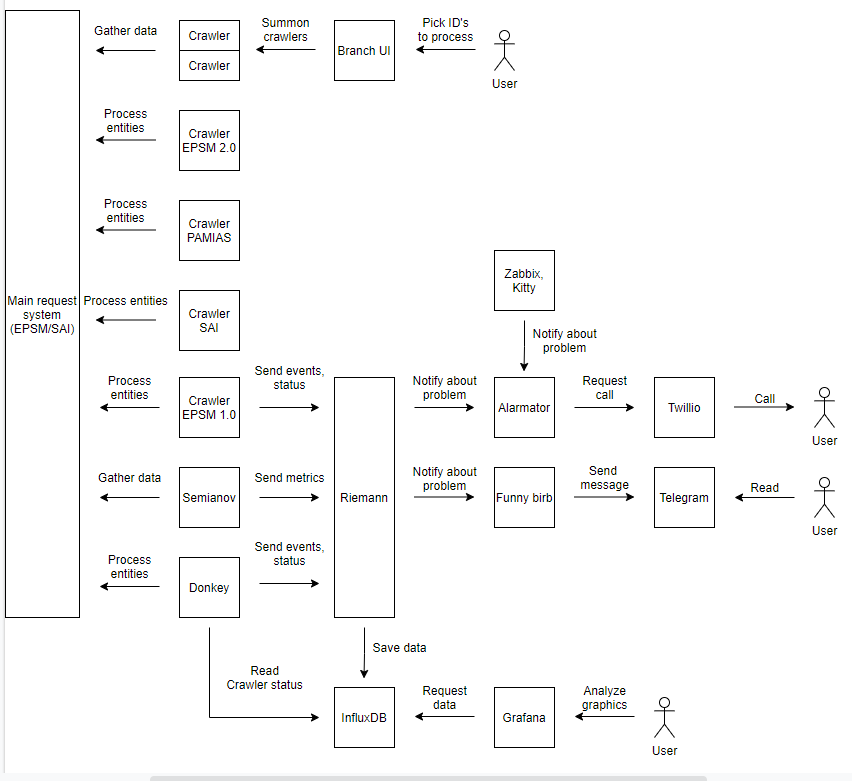 Gather data
Crawler
Crawler
Summon
crawlers
Branch UI
Pick ID's
to process
User
Process
entities
Crawler
EPSM 2.0
Process
entities
Crawler
PAMIAS
Zabbix,
Kitty
Notify about
problem
Main request
system
(EPSM/SAI)
Process entities
Crawler
SAI
Process
entities
Crawler
EPSM 1.0
Send events,
status
Riemann
Notify about
problem
Alarmator
Request
call
Twillio
Call
User
Gather data
Semianov
Send metrics
Notify about
problem
Funny birb
Send
message
Telegram
Read
User
Process
entities
Donkey
Send events,
status
Save data
Read
Crawler status
InfluxDB
Request
data
Grafana
Analyze
graphics
User